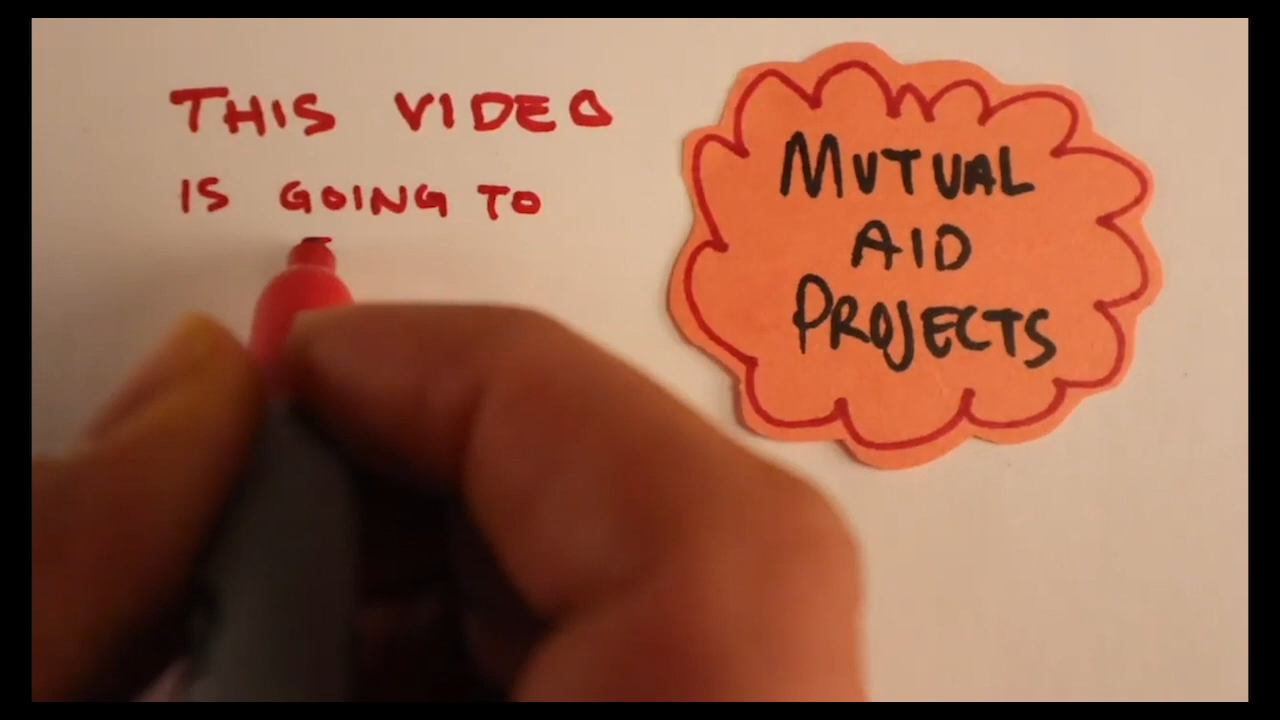 THIS VIDEO
IS GOING TO
MUTUAL
AID
PROJECTS